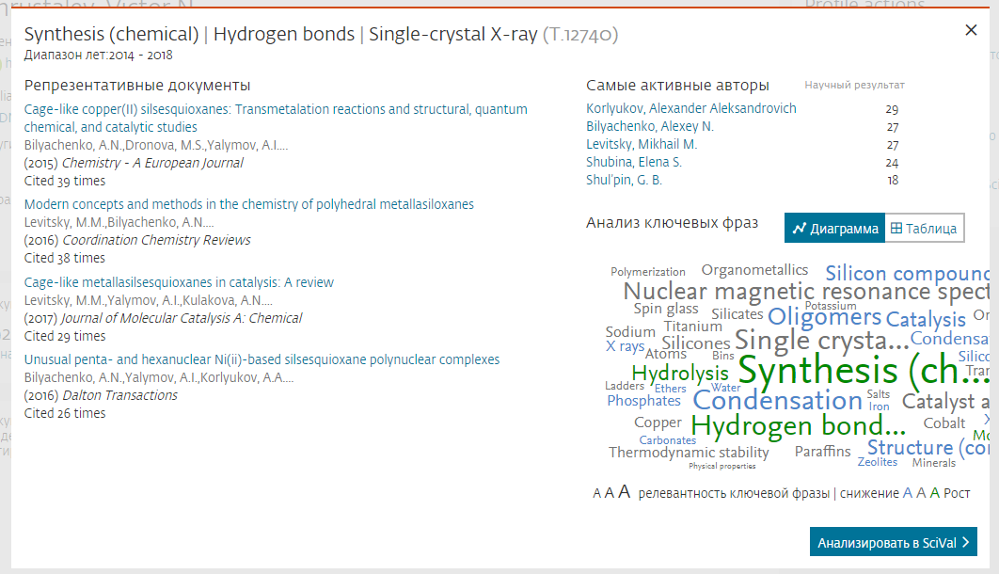 Synthesis (chemical) | Hydrogen bonds | Single-crystal X-ray (T.12740)
Диапазон лет:2014 - 2018
Репрезентативные документы
Cage-like copper(II) silsesquioxanes: Transmetalation reactions and structural, quantum
chemical, and catalytic studies
Bilyachenko, A.N.,Dronova, M.S.,Yalymov, A.I....
(2015) Chemistry - A European Journal
Cited 39 times
Modern concepts and methods in the chemistry of polyhedral metallasiloxanes
Levitsky, M.M.,Bilyachenko, A.N....
(2016) Coordination Chemistry Reviews
Cited 38 times
Cage-like metallasilsesquioxanes in catalysis: A review
Levitsky, M.M.,Yalymov, A.I.,Kulakova, A.N....
(2017) Journal of Molecular Catalysis A: Chemical
Cited 29 times
Unusual penta- and hexanuclear Ni(ii)-based silsesquioxane polynuclear complexes
Bilyachenko, A.N.,Yalymov, A.I.,Korlyukov, A.A....
(2016) Dalton Transactions
Cited 26 times
Самые активные авторы Научный результат
Korlyukov, Alexander Aleksandrovich 29
Bilyachenko, Alexey N. 27
Levitsky, Mikhail M. 27
Shubina, Elena S. 24
Shul'pin, G. B. 18
Анализ ключевых фраз Диаграмма Таблица
Polymerization Organometallics Silicon compounc
Nuclear magnetic resonance spect
Spin glass Silicates Oligomers Potassium Catalysis Or
Sodium Titanium Single crysta... Condensa
X rays Atoms Silicones Bins Silico
Hydrolysis Synthesis (ch... Tran
Ladders Ethers Water Salts
Phosphates Condensation Iron Catalyst a
Copper Hydrogen bond... Cobalt X
Carbonates Mo
Thermodynamic stability Paraffins Structure (cor
Physical properties Zeolites Minerals
A A A релевантность ключевой фразы | снижение A A A Рост
Анализировать в SciVal